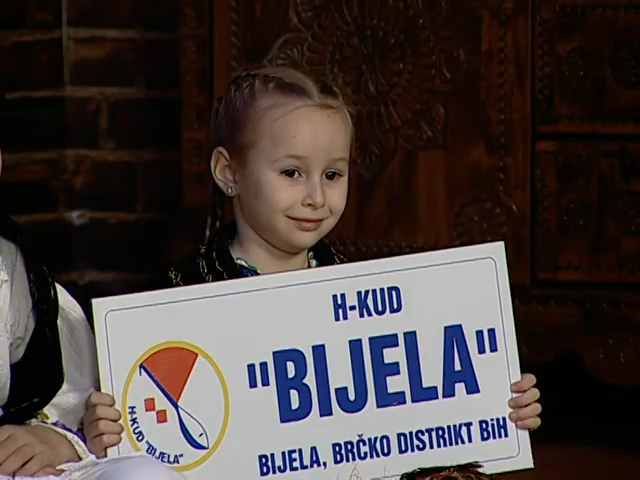 H-KUD
"BIJELA"
BIJELA, BRČKO DISTRIKT BiH
H-KUD "BIJELA"